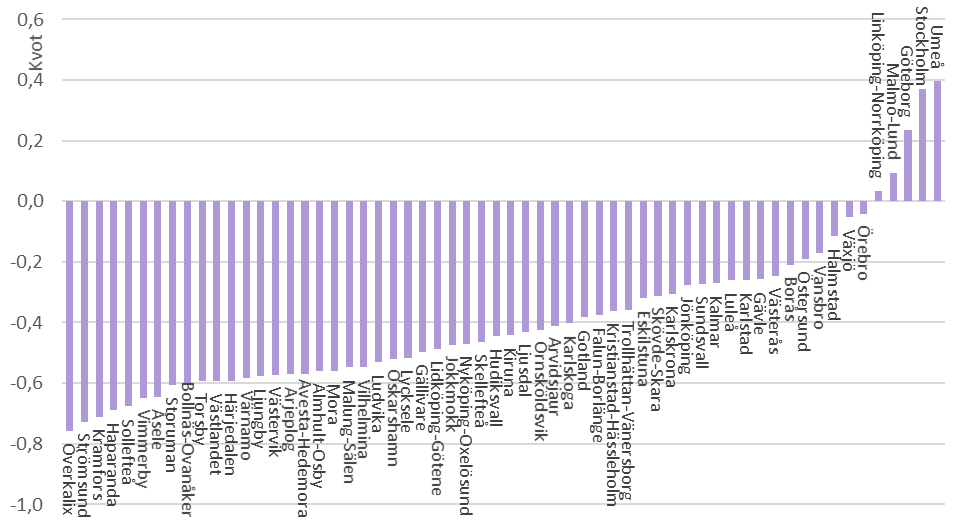 0,6
0,4
0,2
0,0
-0,2
-0,4
-0,6
-0,8
-1,0
Kvot
Överkalix
Strömsund
Kramfors
Haparanda
Sollefteå
Vimmerby
Åsele
Storuman
Bollnäs-Ovanåker
Torsby
Västlandet
Härjedalen
Värnamo
Ljungby
Västervik
Arjeplog
Avesta-Hedemora
Älmhult-Osby
Mora
Malung-Sälen
Vilhelmina
Ludvika
Oskarshamn
Lycksele
Gällivare
Lidköping-Götene
Jokkmokk
Nyköping-Oxelösund
Skellefteå
Hudiksvall
Kiruna
Ljusdal
Örnsköldsvik
Arvidsjaur
Karlskoga
Gotland
Falun-Borlänge
Kristianstad-Hässleholm
Trollhättan-Vänersborg
Eskilstuna
Skövde-Skara
Karlskrona
Jönköping
Sundsvall
Kalmar
Luleå
Karlstad
Gävle
Västerås
Borås
Östersund
Vansbro
Halmstad
Växjö
Örebro
Linköping-Norrköping
Malmö-Lund
Göteborg
Stockholm
Umeå